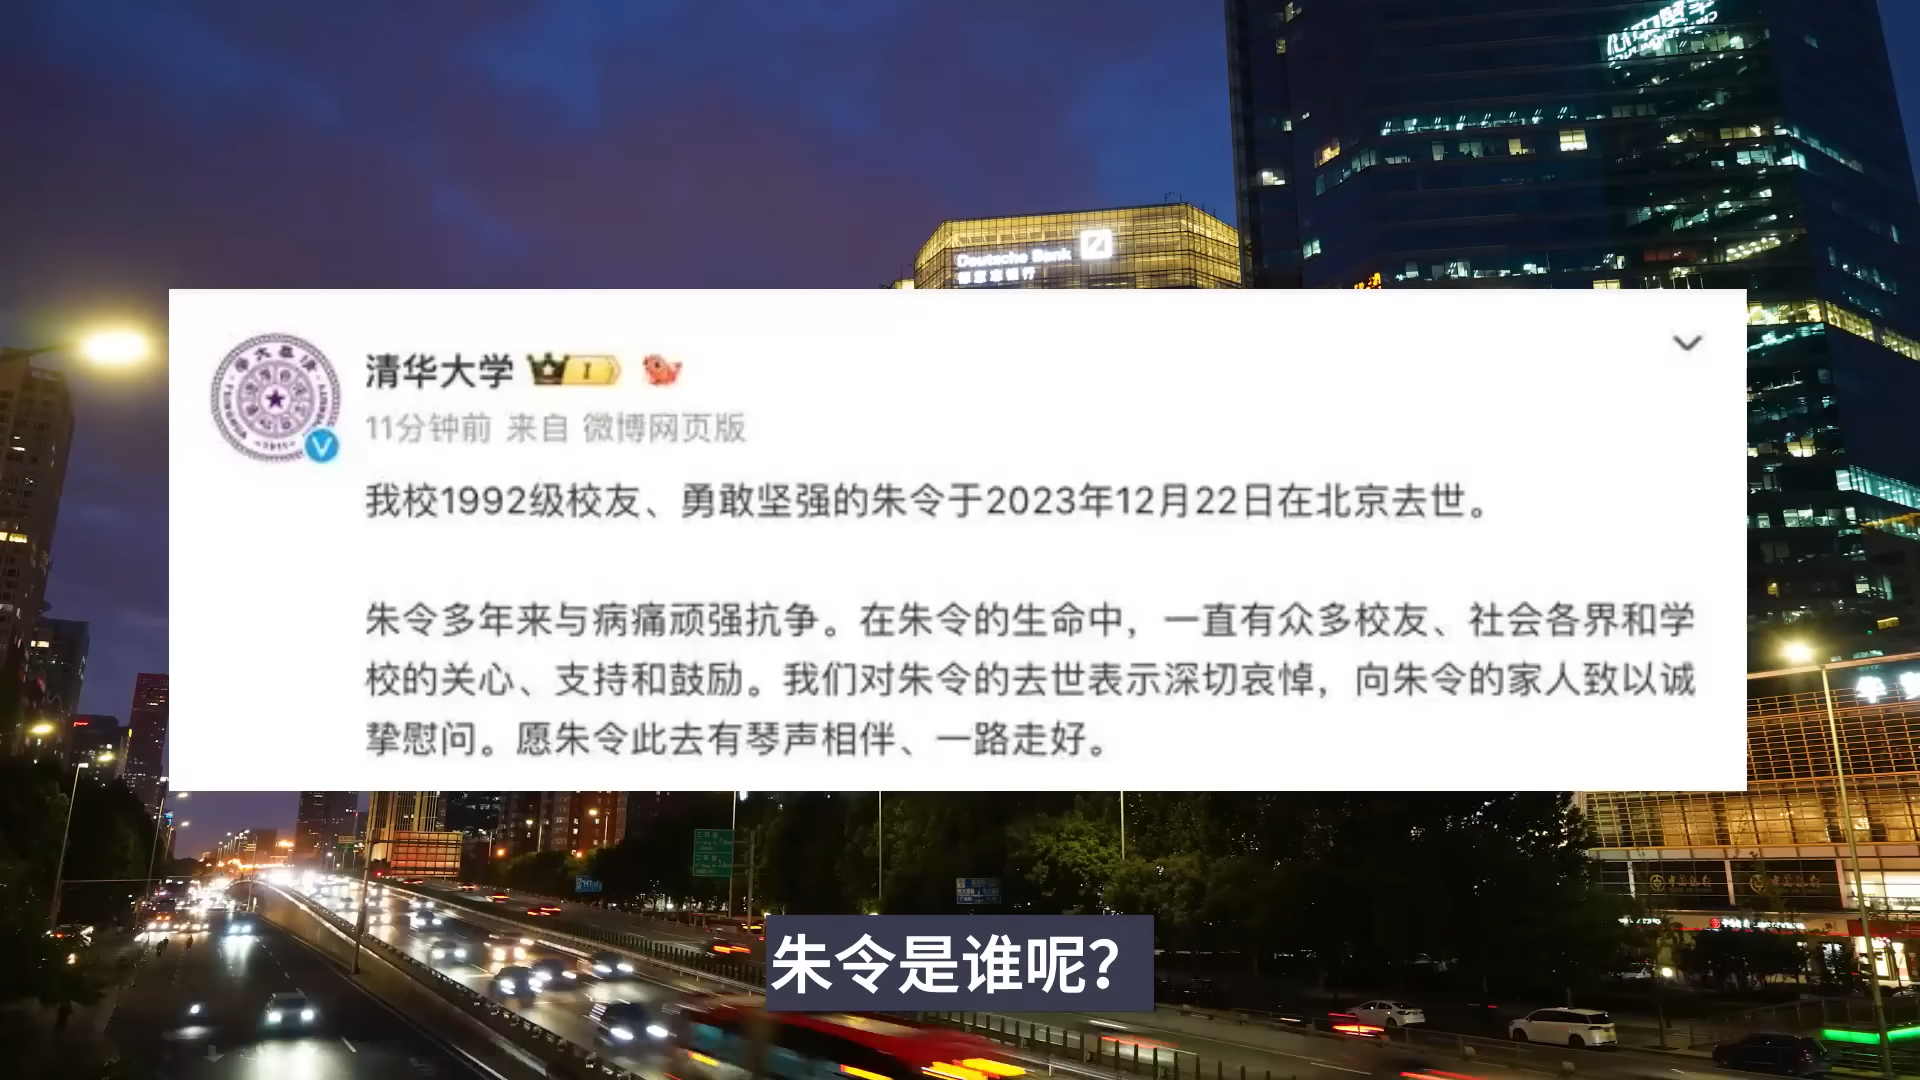 Deutsche Bank
德意志银行
清华大学
I
11分钟前 来自 微博网页版
我校1992级校友、勇敢坚强的朱令于2023年12月22日在北京去世。
朱令多年来与病痛顽强抗争。在朱令的生命中，一直有众多校友、社会各界和学
校的关心、支持和鼓励。我们对朱令的去世表示深切哀悼，向朱令的家人致以诚
挚慰问。愿朱令此去有琴声相伴、一路走好。
朱令是谁呢?